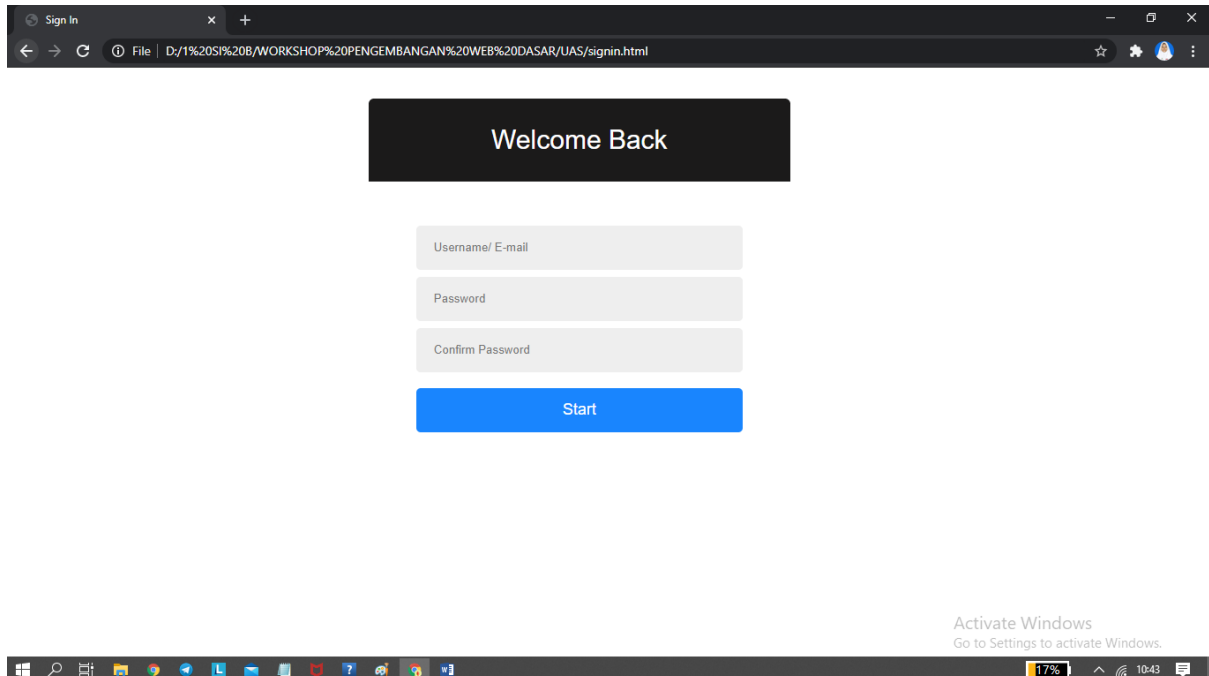 Sign In
File D:/1%20SI%20B/WORKSHOP%20PENGEMBANGAN%20WEB%20DASAR/UAS/signin.html
Welcome Back
Username/ E-mail
Password
Confirm Password
Start
Activate Windows
Go to Settings to activate Windows.
17% 10:43